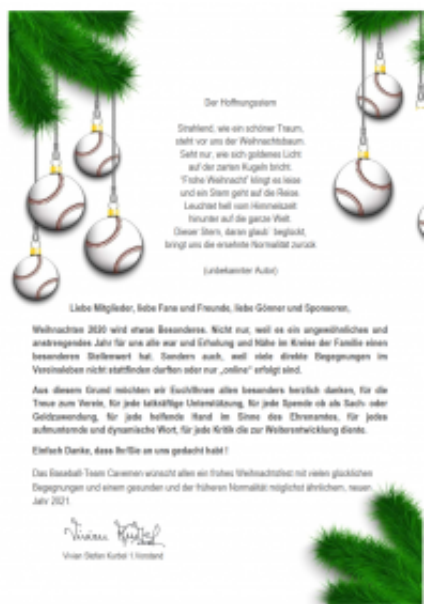 Der Hoffnungsstern
Strahlend, wie ein schöner Traum,
steht vor uns der Weihnachtsbaum.
Seht nur, wie sich goldenes Licht
auf der zarten Kugeln bricht.
"Frohe Weihnacht" klingt es leise
und ein Stern geht auf die Reise.
Leuchtet hell vom Himmelszelt
hinunter auf die ganze Welt.
Dieser Stern, daran glaub´ beglückt,
bringt uns die ersehnte Normalität zurück
(unbekannter Autor)
Liebe Mitglieder, liebe Fans und Freunde, liebe Gönner und Sponsoren,
Weihnachten 2020 wird etwas Besonderes. Nicht nur, weil es ein ungewöhnliches und
anstrengendes Jahr für uns alle war und Erholung und Nähe im Kreise der Familie einen
besonderen Stellenwert hat. Sondern auch, weil viele direkte Begegnungen im
Vereinsleben nicht stattfinden durften oder nur „online“ erfolgt sind.
Aus diesem Grund möchten wir Euch/Ihnen allen besonders herzlich danken, für die
Treue zum Verein, für jede tatkräftige Unterstützung, für jede Spende ob als Sach- oder
Geldzuwendung, für jede helfende Hand im Sinne des Ehrenamtes, für jedes
aufmunternde und dynamische Wort, für jede Kritik die zur Weiterentwicklung diente.
Einfach Danke, dass Ihr/Sie an uns gedacht habt!
Das Baseball-Team Cavemen wünscht allen ein frohes Weihnachtsfest mit vielen glücklichen
Begegnungen und einem gesunden und der früheren Normalität möglichst ähnlichem, neuen
Jahr 2021.
Vivian Stefan 1.Vorstand